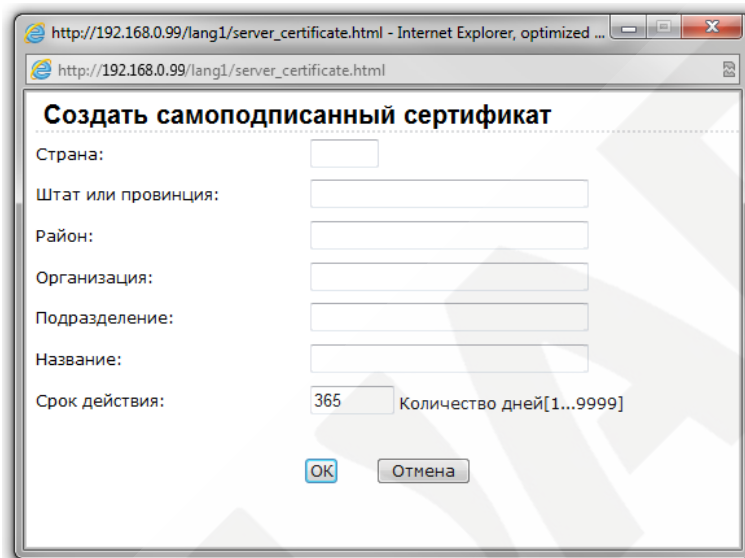 http://192.168.0.99/lang1/server_certificate.html - Internet Explorer, optimized ...
http://192.168.0.99/lang1/server_certificate.html
Создать самоподписанный сертификат
Страна:
Штат или провинция:
Район:
Организация:
Подразделение:
Название:
Срок действия: 365 Количество дней[1...9999]
OK Отмена